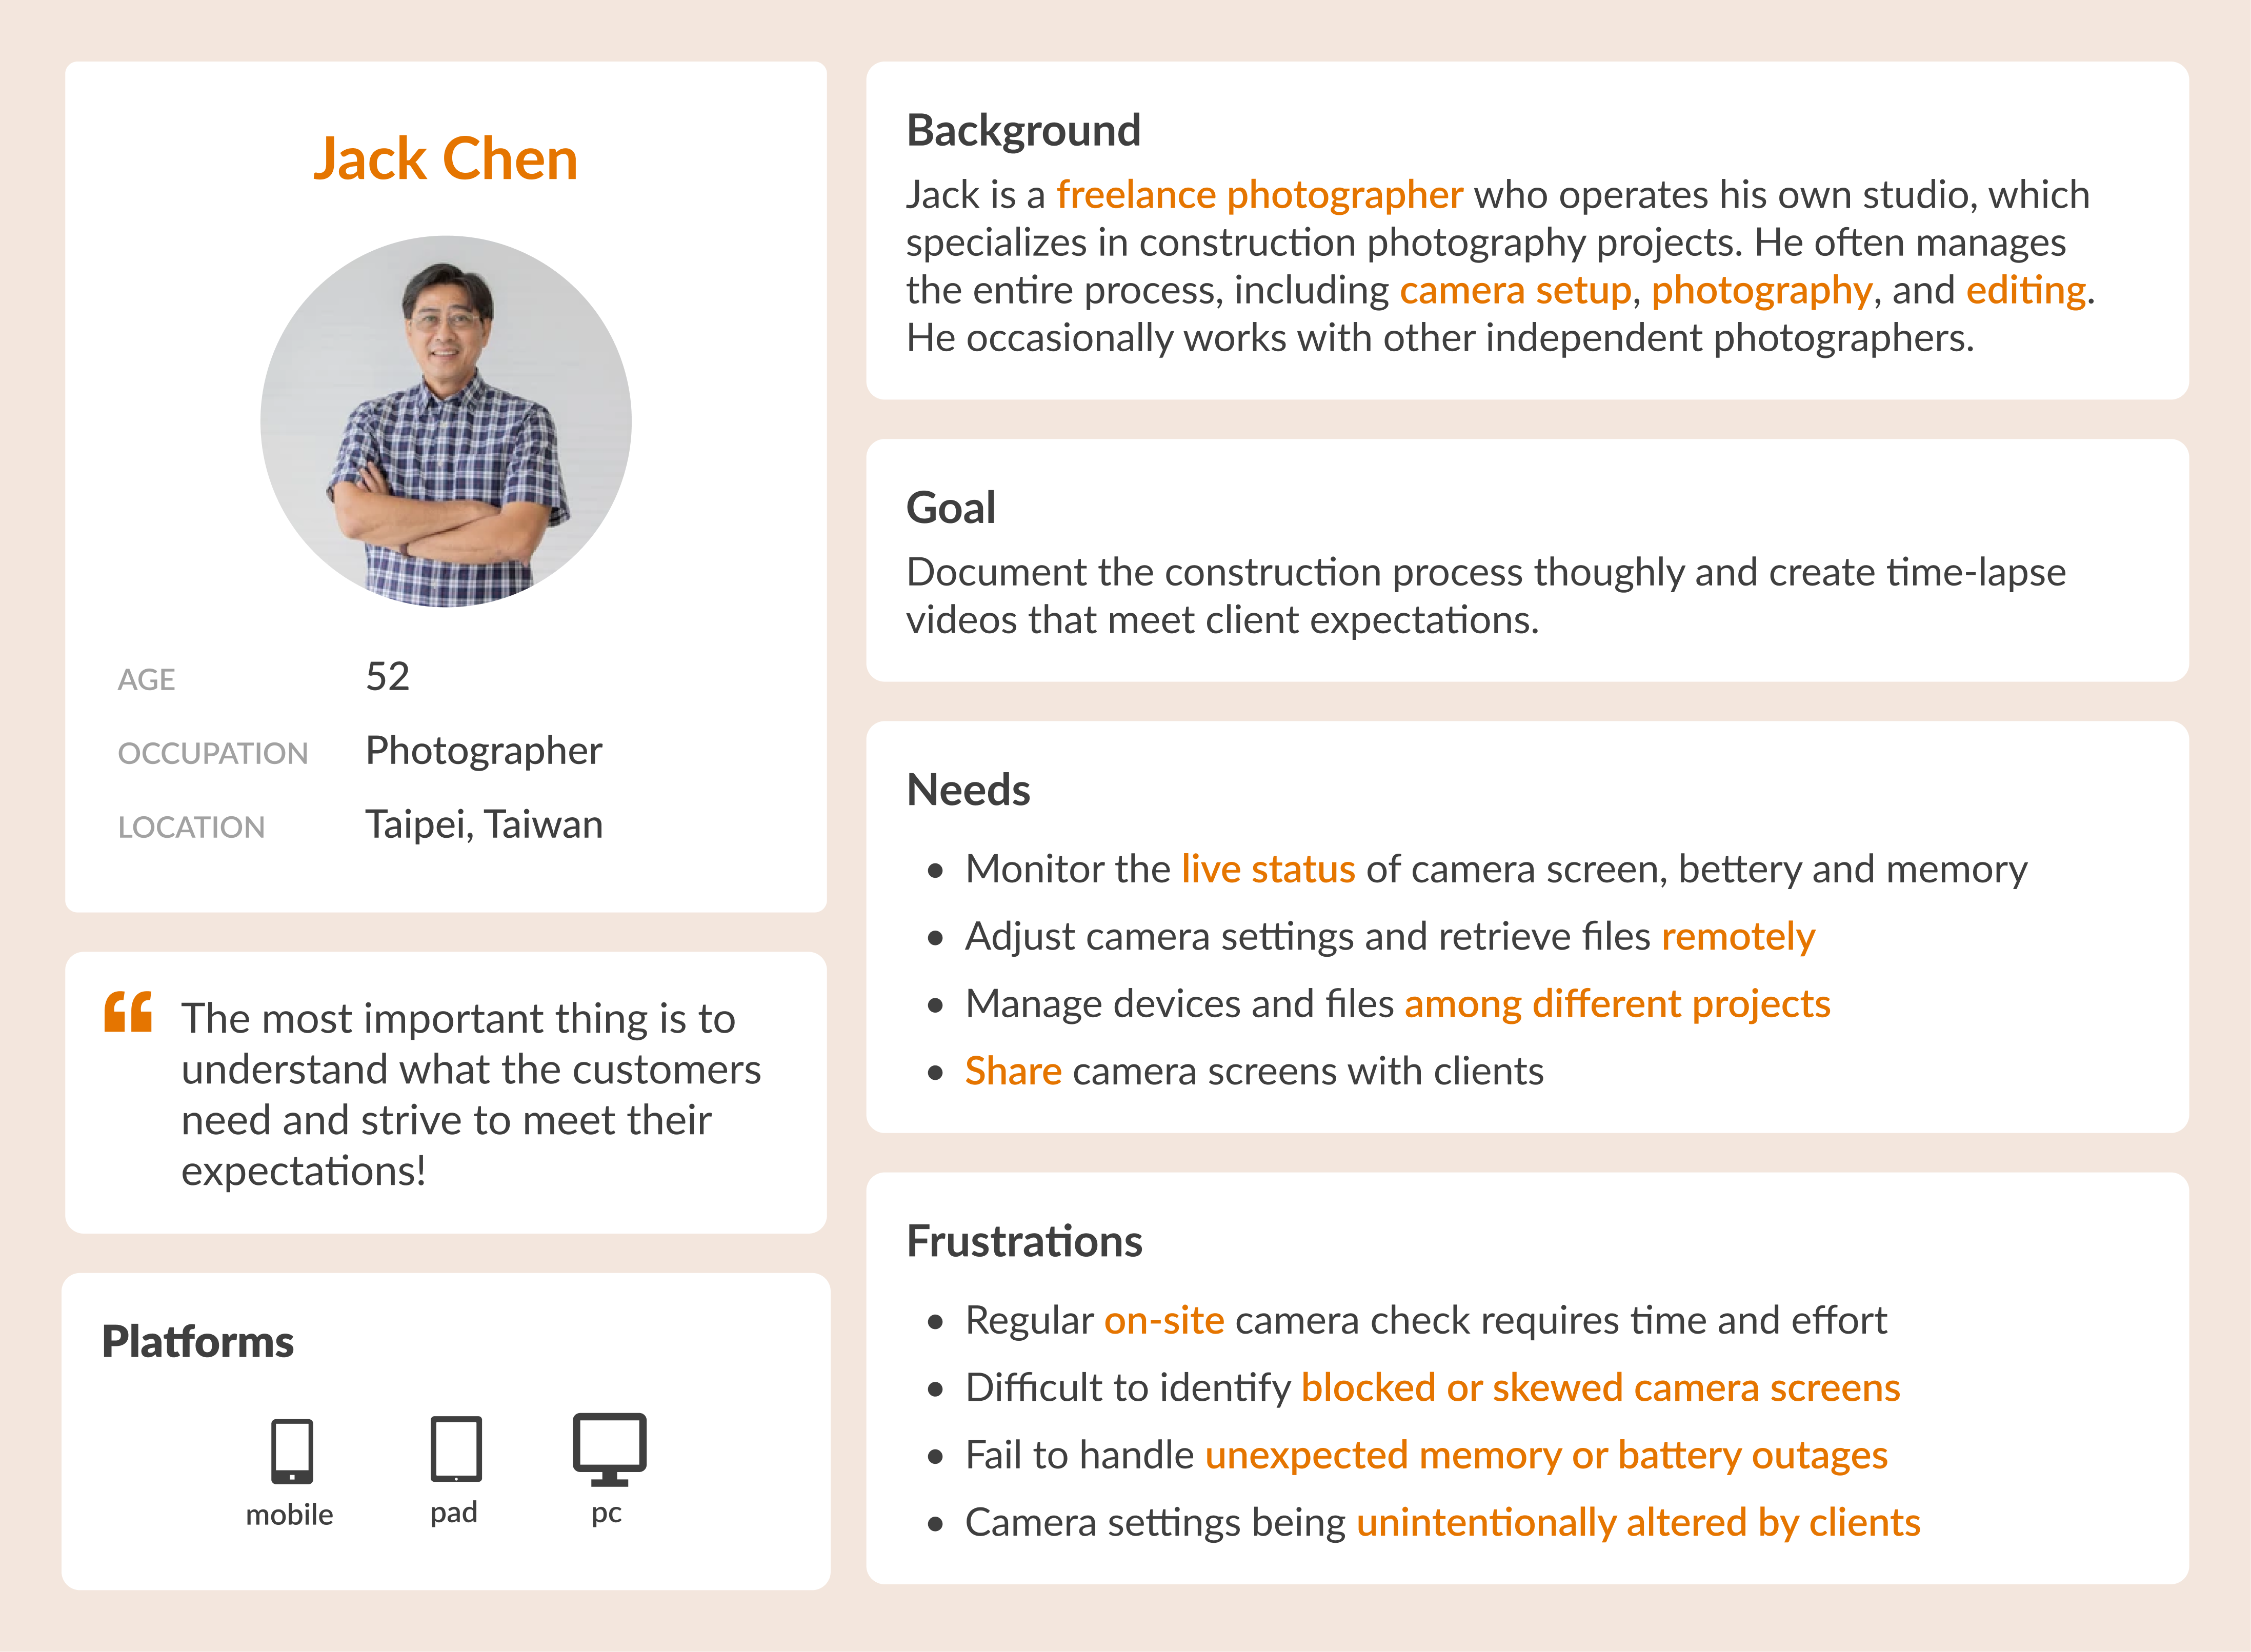 Jack Chen
AGE 52
OCCUPATION Photographer
LOCATION Taipei, Taiwan
“ The most important thing is to
understand what the customers
need and strive to meet their
expectations!
Platforms
mobile pad pc
Background
Jack is a freelance photographer who operates his own studio, which
specializes in construction photography projects. He often manages
the entire process, including camera setup, photography, and editing.
He occasionally works with other independent photographers.
Goal
Document the construction process thoughly and create time-lapse
videos that meet client expectations.
Needs
• Monitor the live status of camera screen, bettery and memory
• Adjust camera settings and retrieve files remotely
• Manage devices and files among different projects
• Share camera screens with clients
Frustrations
• Regular on-site camera check requires time and effort
• Difficult to identify blocked or skewed camera screens
• Fail to handle unexpected memory or battery outages
• Camera settings being unintentionally altered by clients